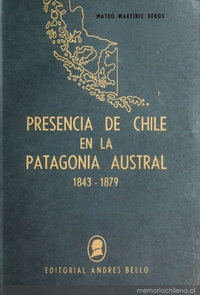 MATEO MARTINIC BEROS
PRESENCIA DE CHILE
EN LA
PATAGONIA AUSTRAL
1843 - 1879
EDITORIAL ANDRES BELLO
memoriachilena.cl